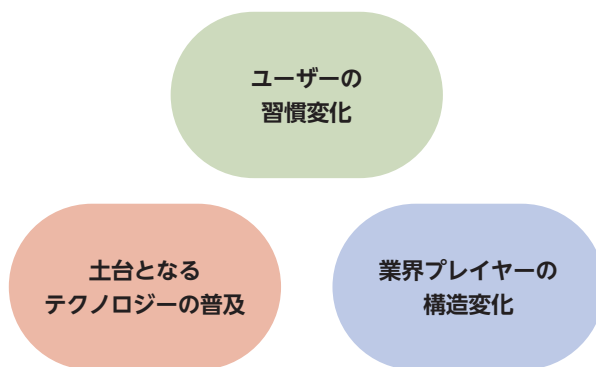 ユーザーの
習慣変化
土台となる
テクノロジーの普及
業界プレイヤーの
構造変化